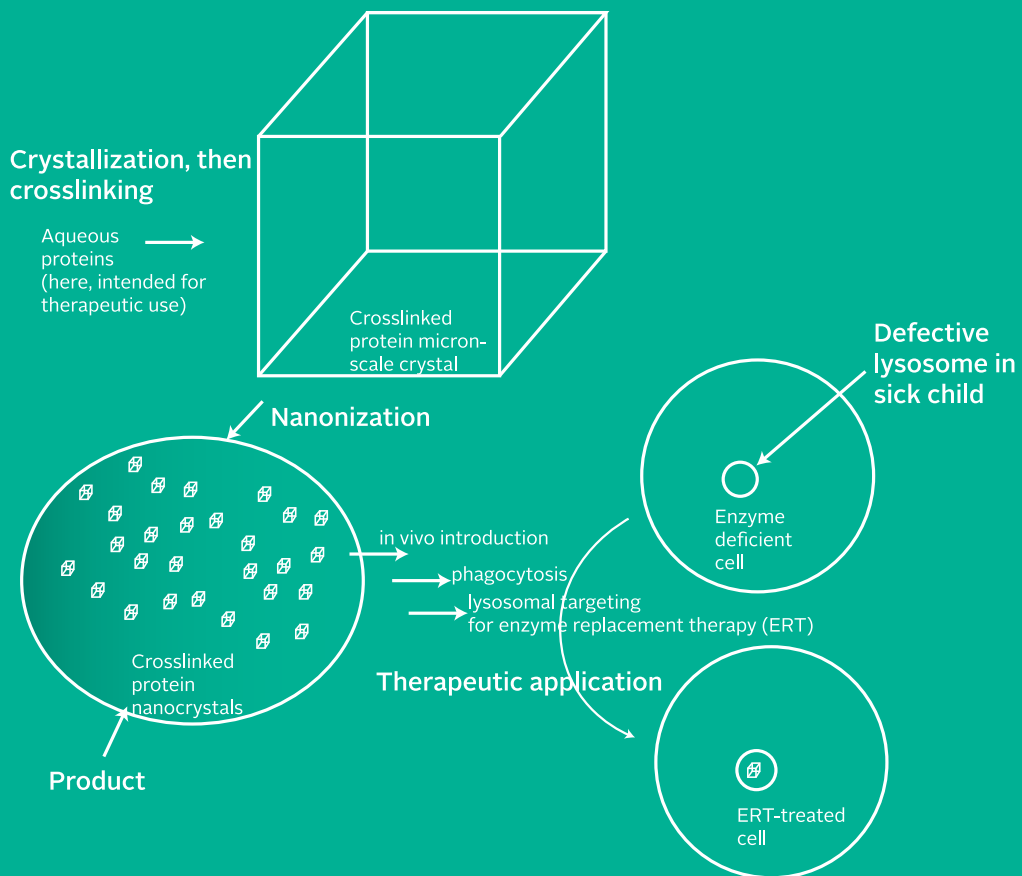 Crystallization, then
crosslinking
Aqueous
proteins
(here, intended for
therapeutic use)
Crosslinked
protein micron-
scale crystal
Nanonization
Defective
lysosome in
sick child
Enzyme
deficient
cell
in vivo introduction
phagocytosis
lysosomal targeting
for enzyme replacement therapy (ERT)
Crosslinked
protein
nanocrystals
Therapeutic application
Product
ERT-treated
cell